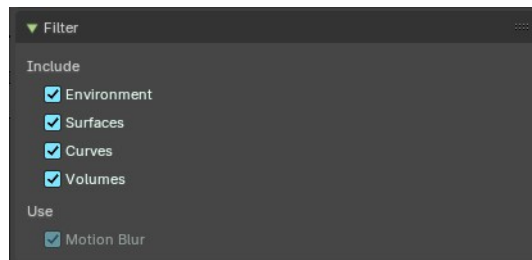 Filter
Include
Environment
Surfaces
Curves
Volumes
Use
Motion Blur